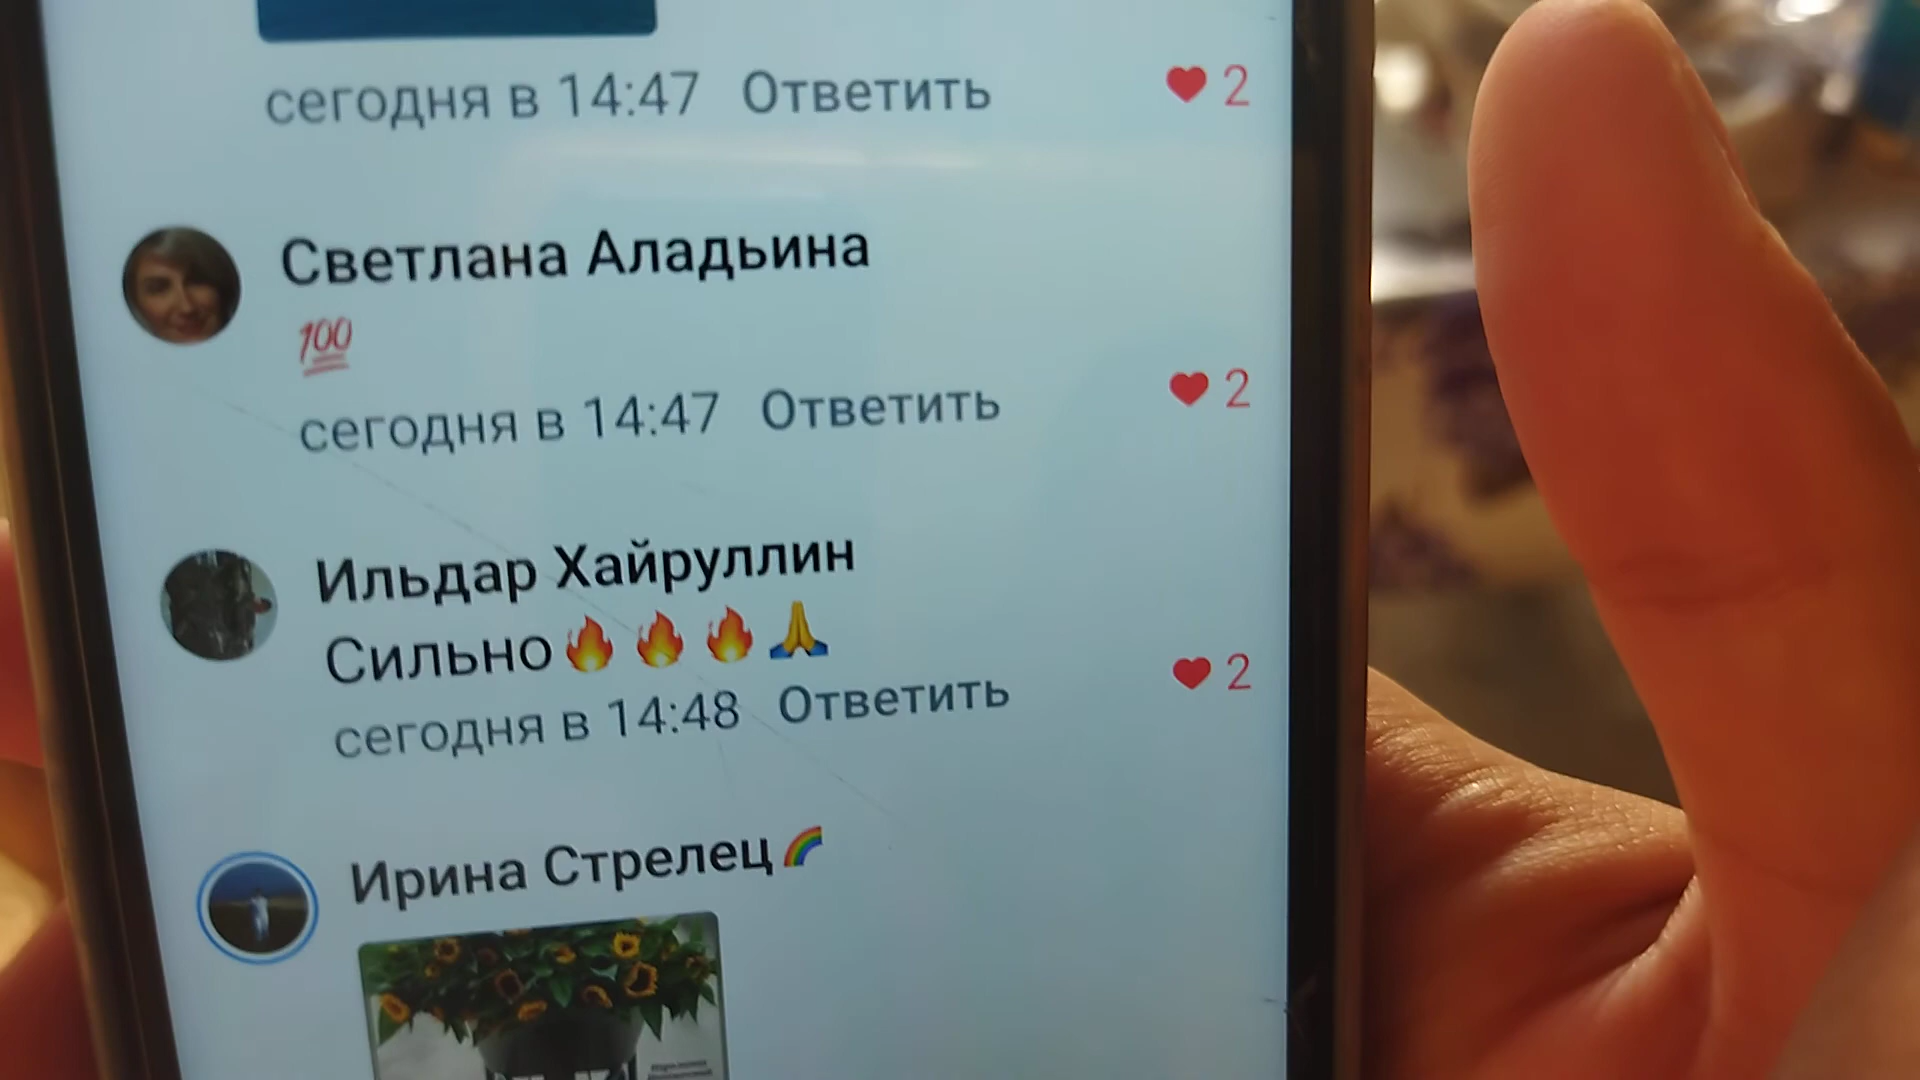 сегодня в 14:47 Ответить 2
Светлана Аладьина
💯
сегодня в 14:47 Ответить 2
Ильдар Хайруллин
Сильно🔥🔥🔥🙏
сегодня в 14:48 Ответить 2
Ирина Стрелец🌈